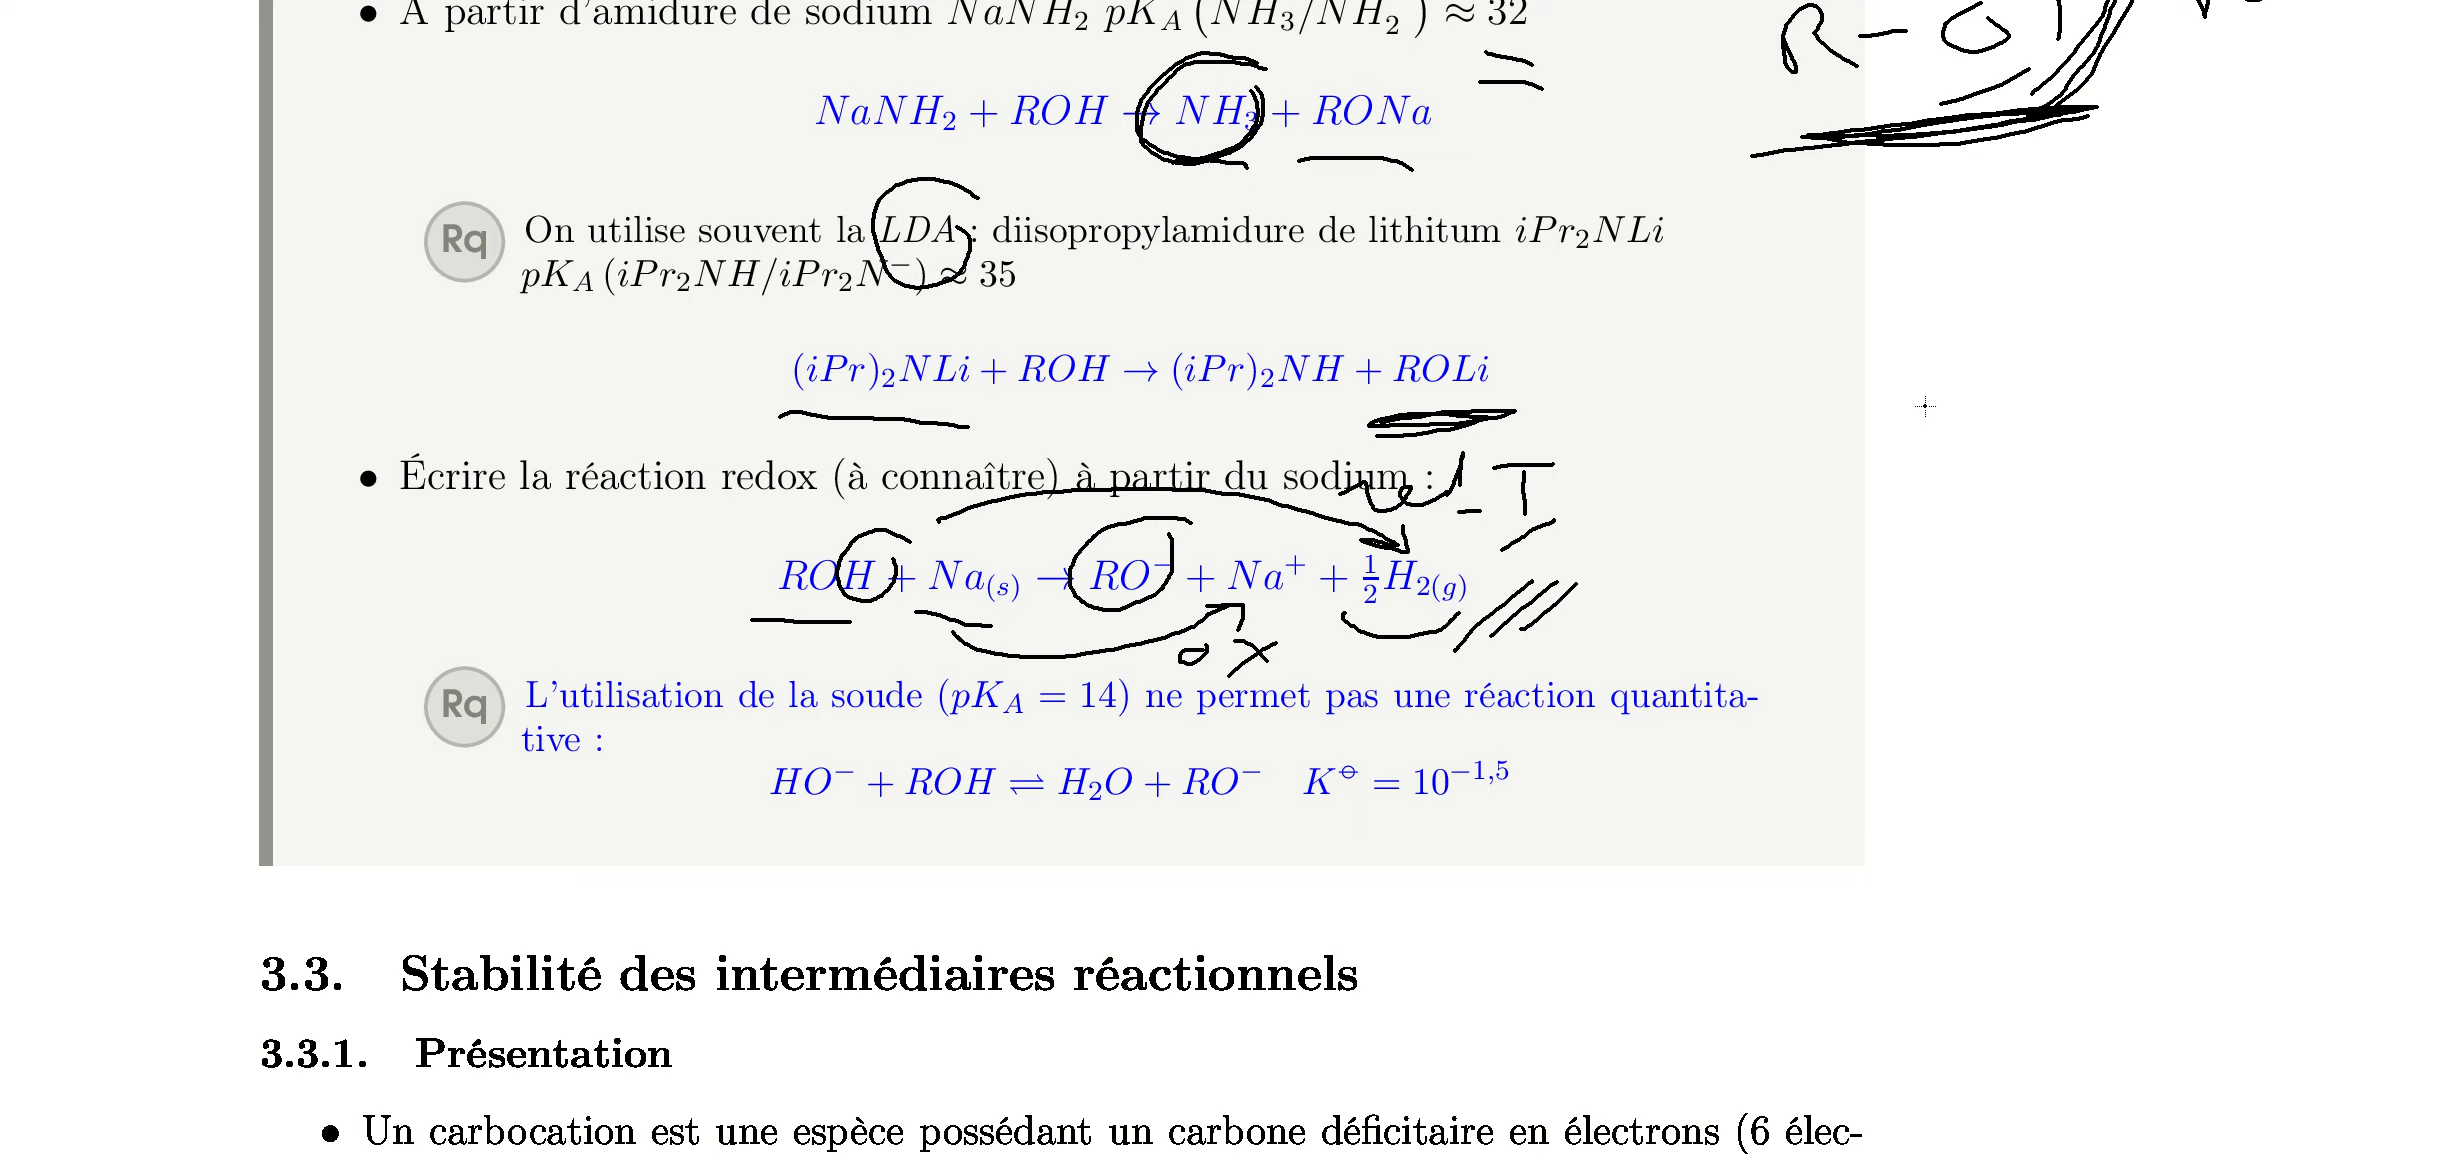 • À partir d'amidure de sodium NaNH₂ pK_A (NH₃/NH₂⁻) ≈ 32
R – O
NaNH₂ + ROH → NH₃ + RONa
Rq On utilise souvent la LDA : diisopropylamidure de lithitum iPr₂NLi
pK_A (iPr₂NH/iPr₂N⁻) ≈ 35
(iPr)₂NLi + ROH → (iPr)₂NH + ROLi
• Écrire la réaction redox (à connaître) à partir du sodium :
red
ROH + Na₍s₎ → RO⁻ + Na⁺ + ½H₂₍g₎
ox
Rq L'utilisation de la soude (pK_A = 14) ne permet pas une réaction quantita-
tive :
HO⁻ + ROH ⇌ H₂O + RO⁻ K^⦵ = 10^−1,5
3.3. Stabilité des intermédiaires réactionnels
3.3.1. Présentation
• Un carbocation est une espèce possédant un carbone déficitaire en électrons (6 élec-